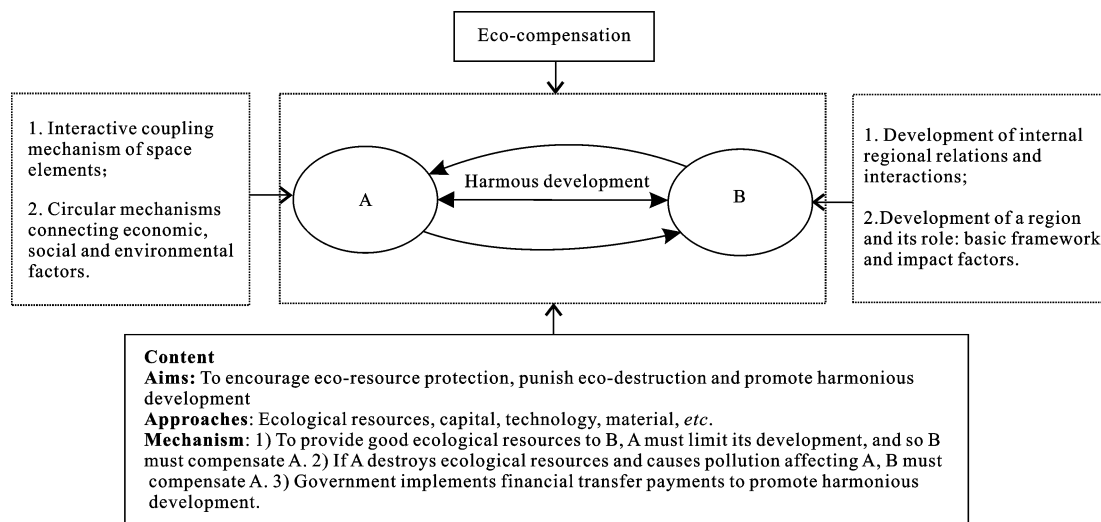 Eco-compensation
1. Interactive coupling
mechanism of space
elements;
2. Circular mechanisms
connecting economic,
social and environmental
factors.
A
Harmous development
B
1. Development of internal
regional relations and
interactions;
2.Development of a region
and its role: basic framework
and impact factors.
Content
Aims: To encourage eco-resource protection, punish eco-destruction and promote harmonious
development
Approaches: Ecological resources, capital, technology, material, etc.
Mechanism: 1) To provide good ecological resources to B, A must limit its development, and so B
must compensate A. 2) If A destroys ecological resources and causes pollution affecting A, B must
compensate A. 3) Government implements financial transfer payments to promote harmonious
development.